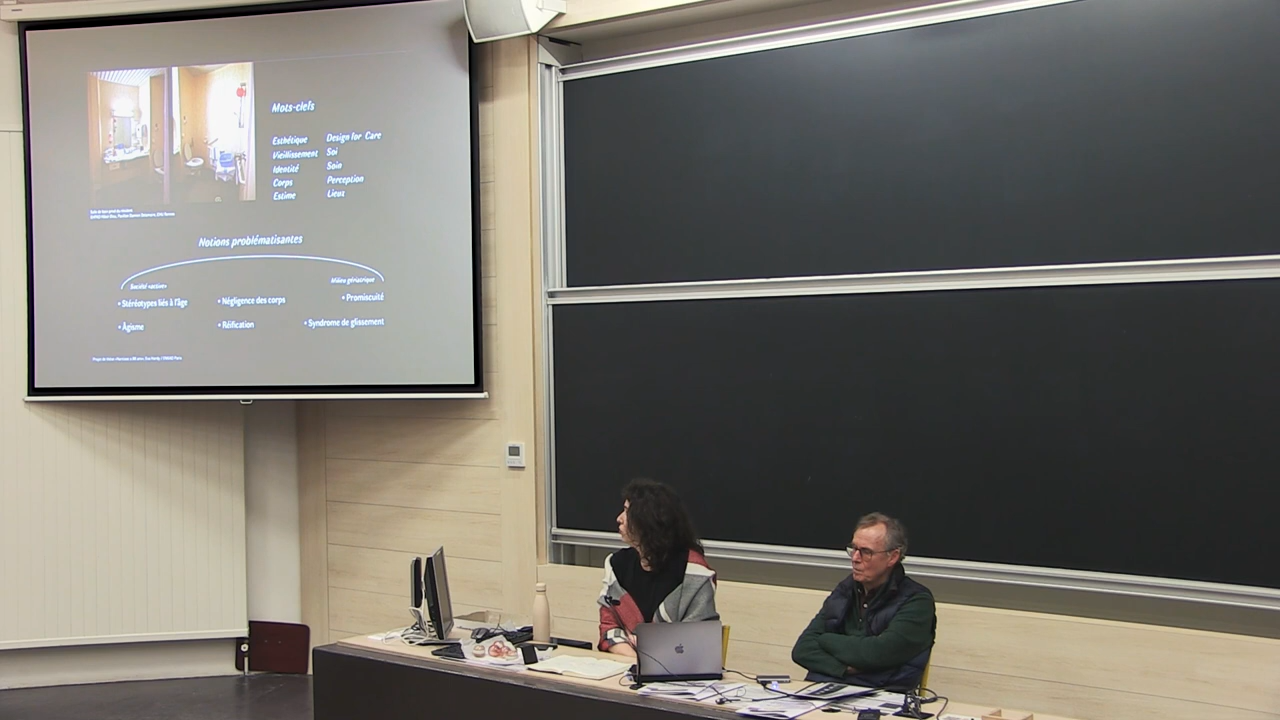 Mots-clefs
Esthétique Design for Care
Vieillissement Soi
Identité Soin
Corps Perception
Estime Lieux
Notions problématisantes
Société «active» Milieu gériatrique
• Stéréotypes liés à l'âge • Négligence des corps • Promiscuité
• Âgisme • Réification • Syndrome de glissement